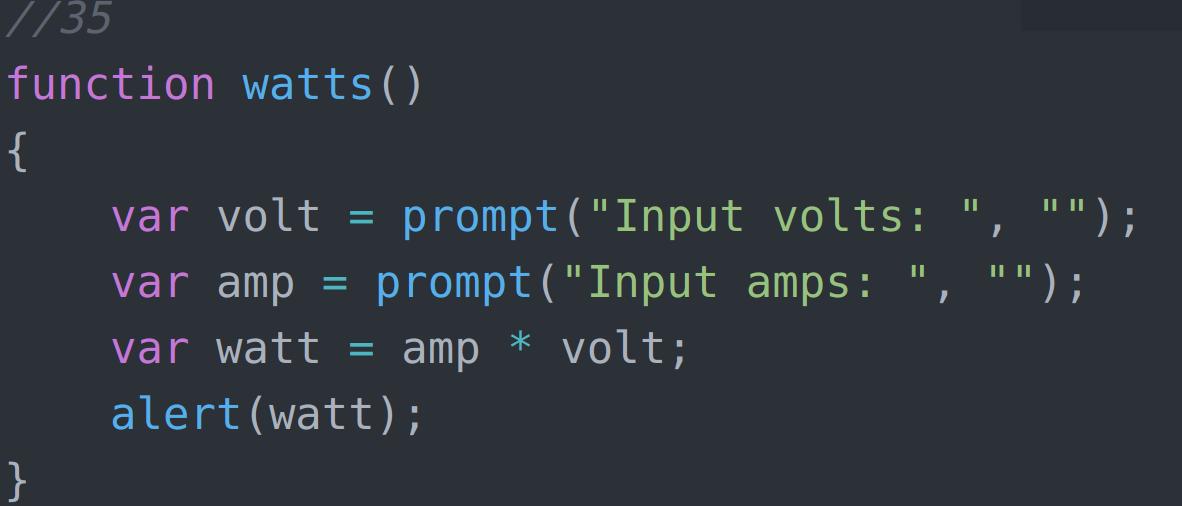 //35
function watts()
{
    var volt = prompt("Input volts: ", "");
    var amp = prompt("Input amps: ", "");
    var watt = amp * volt;
    alert(watt);
}